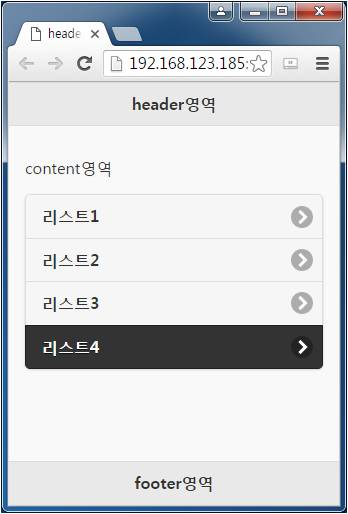 heade
192.168.123.185:
header영역
content영역
리스트1
리스트2
리스트3
리스트4
footer영역